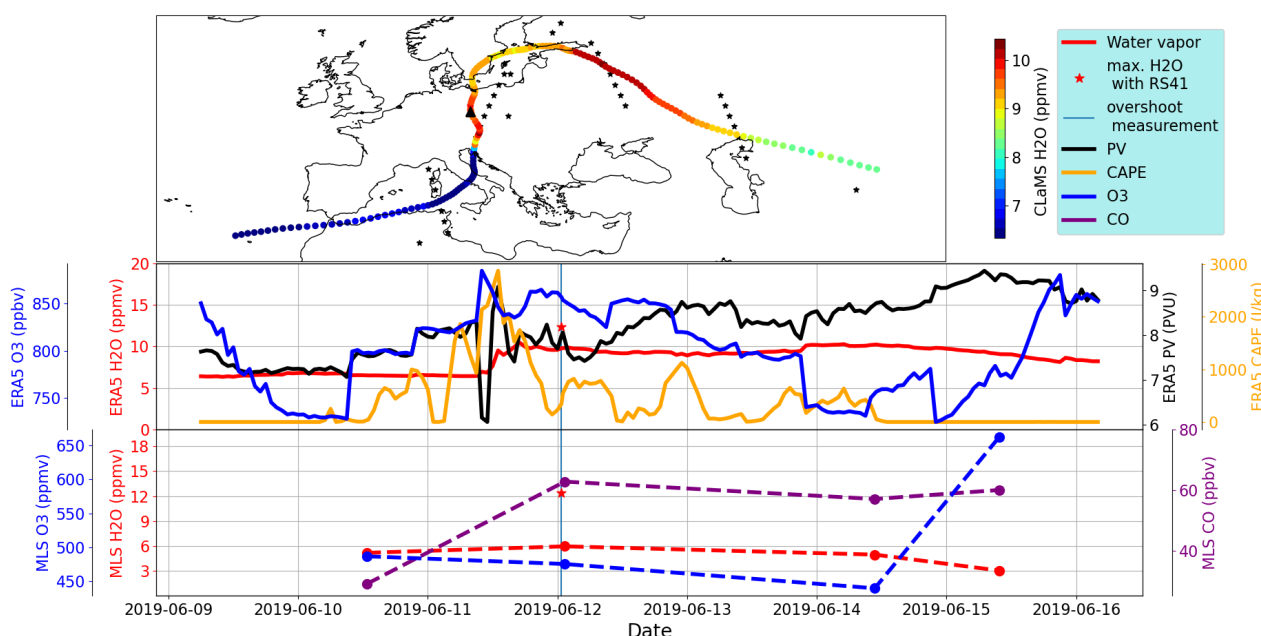 10
9
8
7
CLaMS H2O (ppmv)
Water vapor
max. H2O
with RS41
overshoot
measurement
PV
CAPE
O3
CO
850
800
750
ERA5 O3 (ppbv)
20
15
10
5
0
ERA5 H2O (ppmv)
9
8
7
6
ERA5 PV (PVU)
3000
2000
1000
0
ERA5 CAPE (J/kg)
650
600
550
500
450
MLS O3 (ppmv)
18
15
12
9
6
3
MLS H2O (ppmv)
80
60
40
MLS CO (ppbv)
2019-06-09 2019-06-10 2019-06-11 2019-06-12 2019-06-13 2019-06-14 2019-06-15 2019-06-16
Date